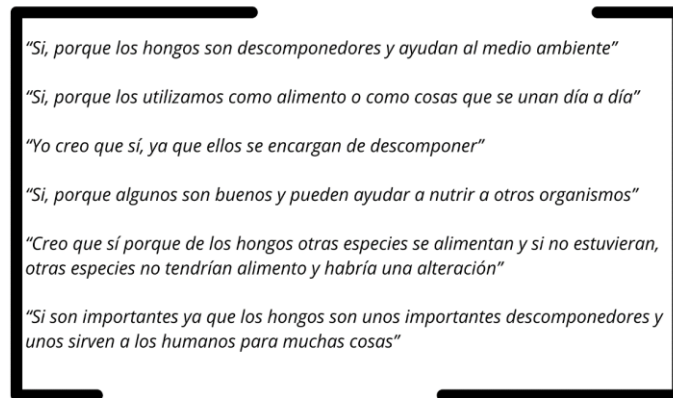 “Si, porque los hongos son descomponedores y ayudan al medio ambiente”
“Si, porque los utilizamos como alimento o como cosas que se unan día a día”
“Yo creo que sí, ya que ellos se encargan de descomponer”
“Si, porque algunos son buenos y pueden ayudar a nutrir a otros organismos”
“Creo que sí porque de los hongos otras especies se alimentan y si no estuvieran,
otras especies no tendrían alimento y habría una alteración”
“Si son importantes ya que los hongos son unos importantes descomponedores y
unos sirven a los humanos para muchas cosas”